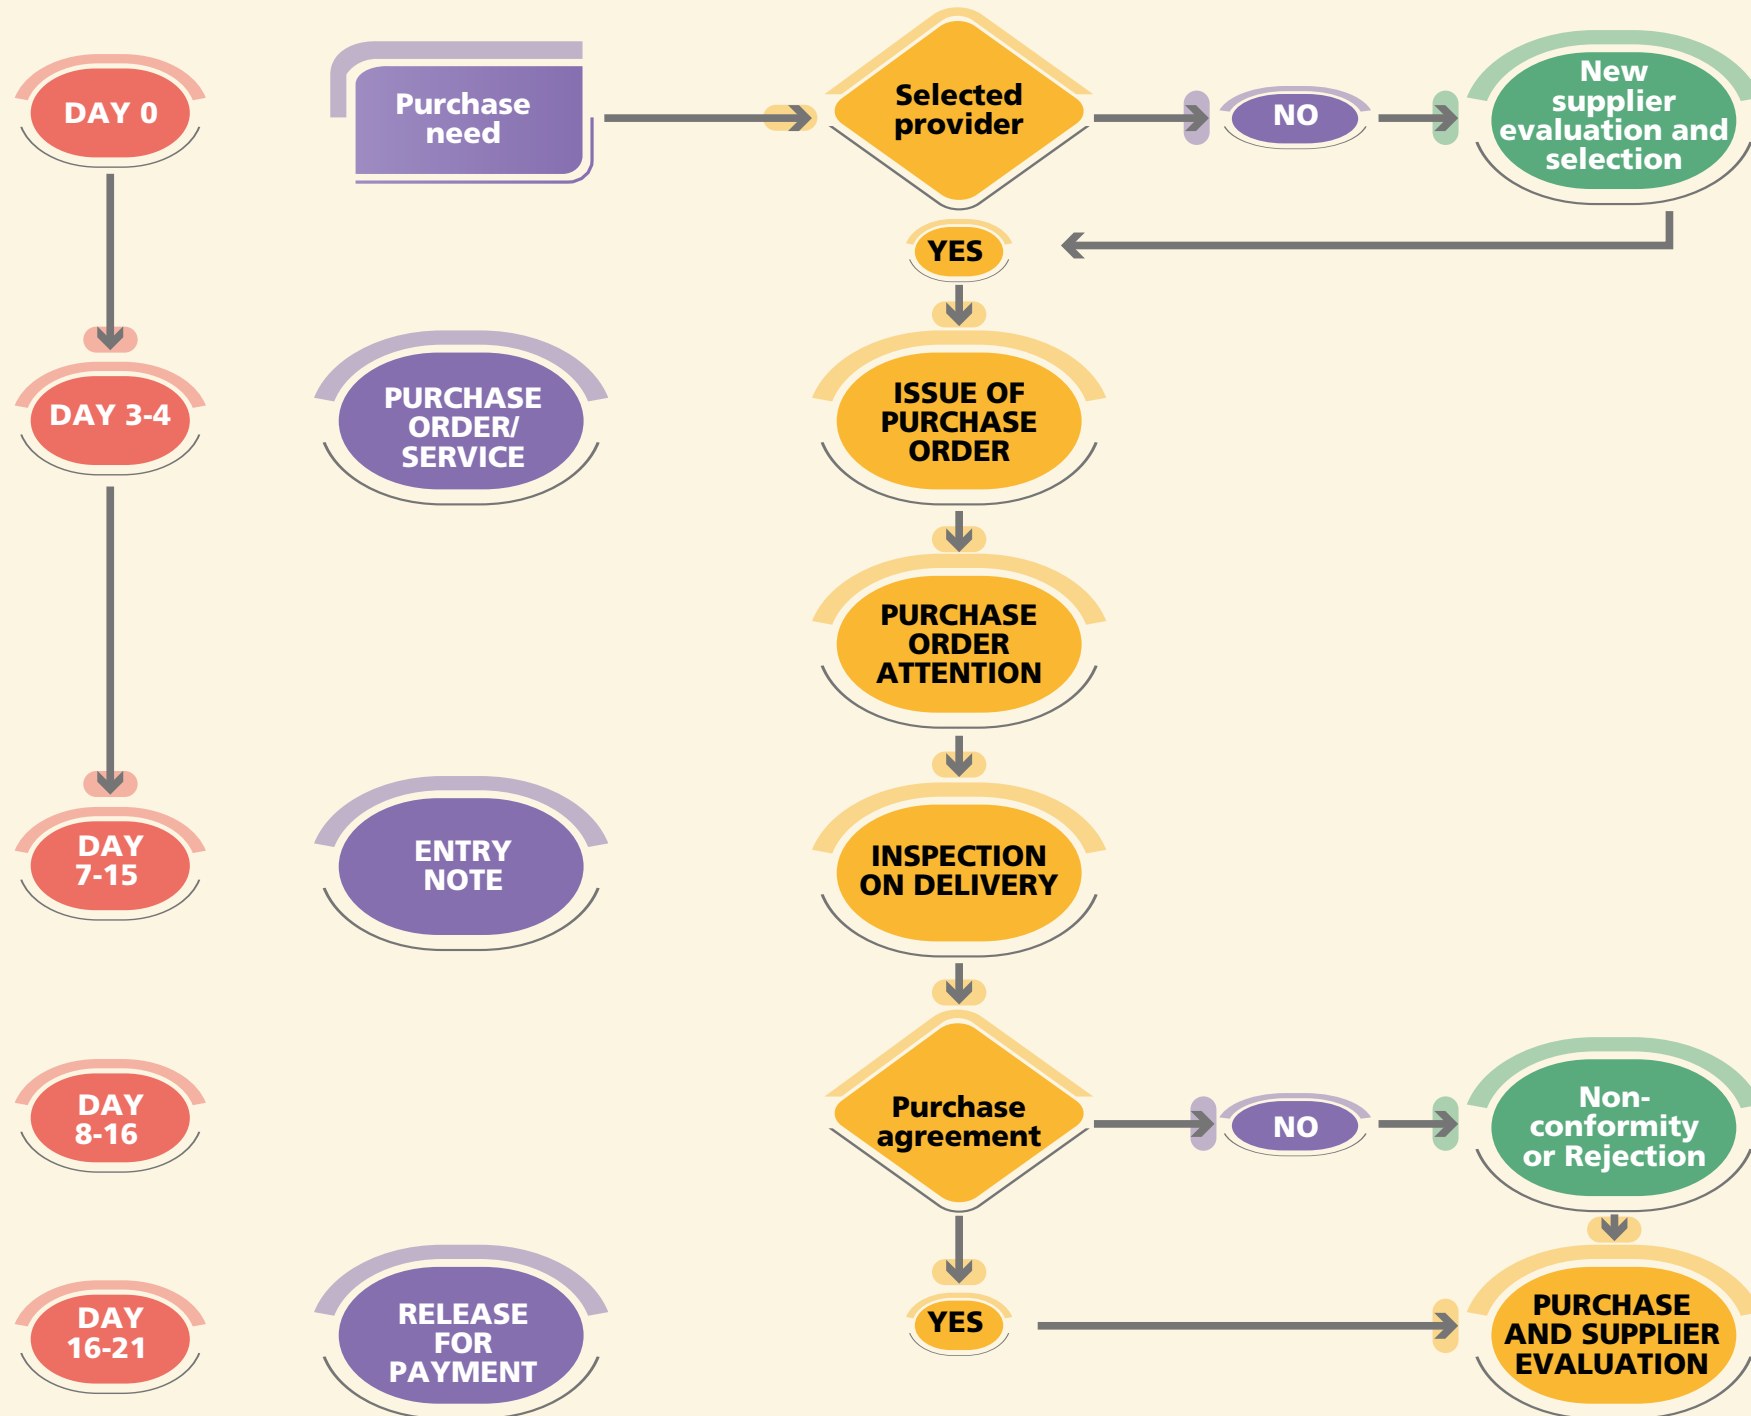 DAY 0
Purchase
need
Selected
provider
NO
New
supplier
evaluation and
selection
YES
DAY 3-4
PURCHASE
ORDER/
SERVICE
ISSUE OF
PURCHASE
ORDER
PURCHASE
ORDER
ATTENTION
DAY
7-15
ENTRY
NOTE
INSPECTION
ON DELIVERY
DAY
8-16
Purchase
agreement
NO
Non-
conformity
or Rejection
DAY
16-21
RELEASE
FOR
PAYMENT
YES
PURCHASE
AND SUPPLIER
EVALUATION